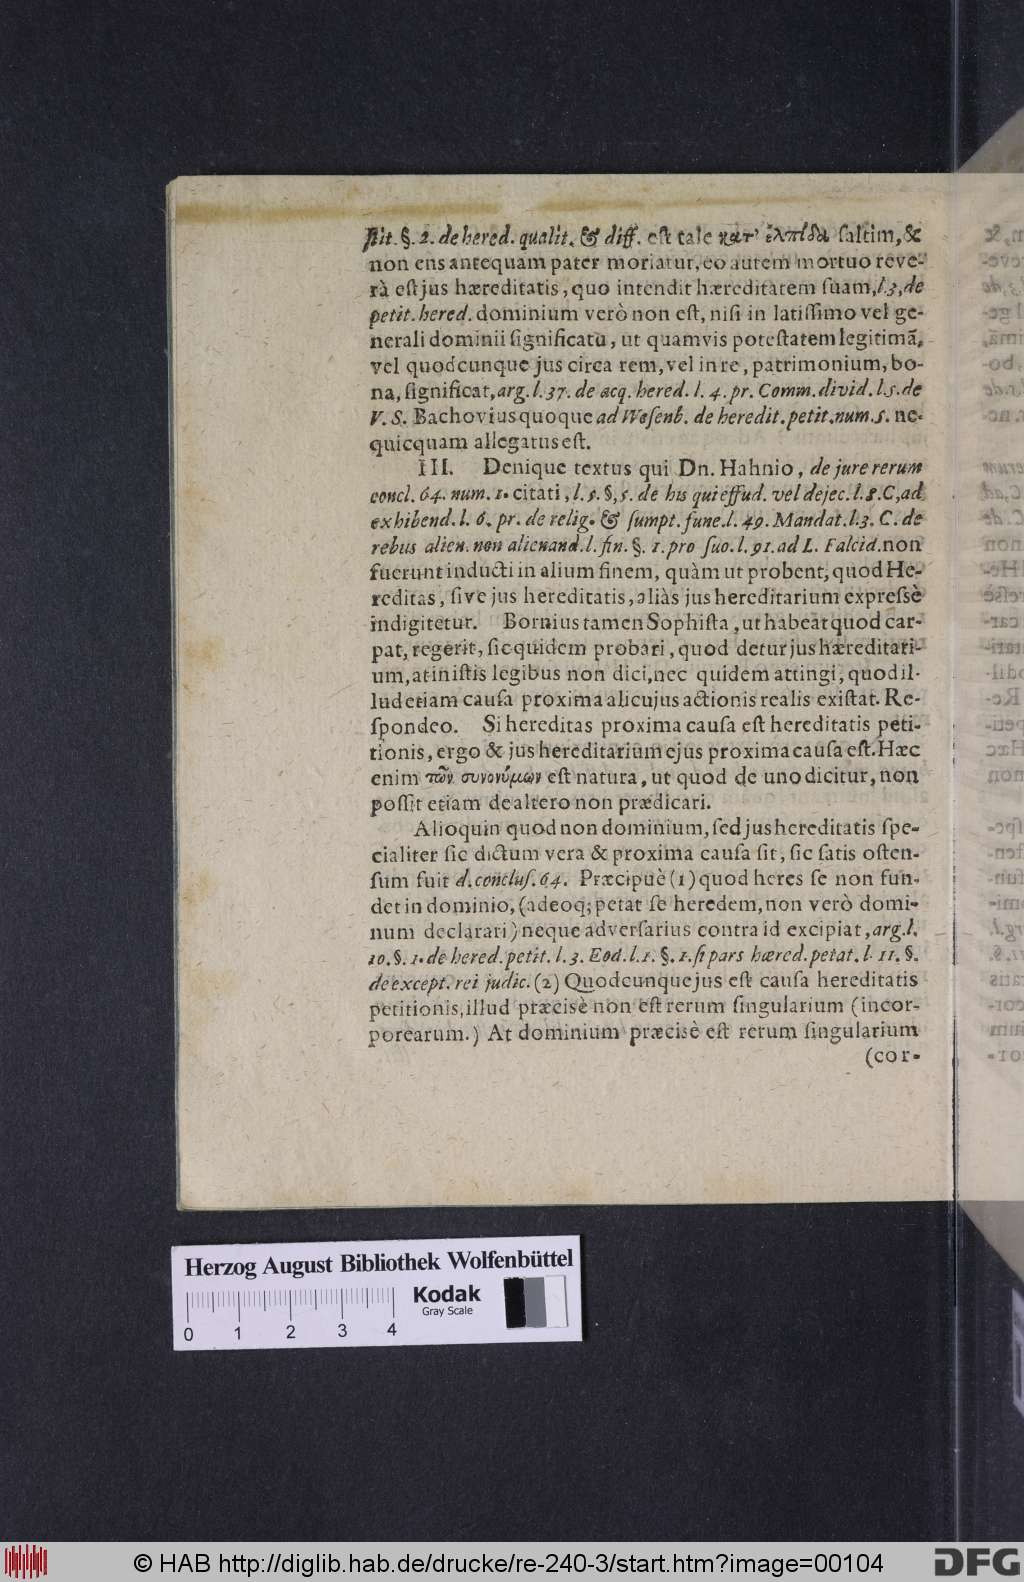 stit. §. 2. de hered. qualit. & diff. est tale κατ' ἐλπίδα saltim, &
non ens antequam pater moriatur, eo autem mortuo reve-
rà est jus hæreditatis, quo intendit hæreditatem suam, l. 3, de
petit. hered. dominium verò non est, nisi in latissimo vel ge-
nerali dominii significatu, ut quamvis potestatem legitimã,
vel quodcunque jus circa rem, vel in re, patrimonium, bo-
na, significat, arg. l. 37. de acq. hered. l. 4. pr. Comm. divid. l. 5. de
V. S. Bachovius quoque ad Wesenb. de heredit. petit. num. 5. ne-
quicquam allegatus est.
III. Denique textus qui Dn. Hahnio, de jure rerum
concl. 64. num. 1. citati, l. 5. §, 5. de his qui effud. vel dejec. l. 8. C, ad
exhibend. l. 6. pr. de relig. & sumpt. fune. l. 49. Mandat. l. 3. C. de
rebus alien. non alienand. l. fin. §. 1. pro suo. l. 91. ad L. Falcid. non
fuerunt inducti in alium finem, quàm ut probent, quod He-
reditas, sive jus hereditatis, aliàs jus hereditarium expressè
indigitetur. Bornius tamen Sophista, ut habeat quod car-
pat, regerit, sic quidem probari, quod detur jus hæreditari-
um, at in istis legibus non dici, nec quidem attingi, quod il-
lud etiam causa proxima alicujus actionis realis existat. Re-
spondeo. Si hereditas proxima causa est hereditatis peti-
tionis, ergo & jus hereditarium ejus proxima causa est. Hæc
enim τῶν συνονύμων est natura, ut quod de uno dicitur, non
possit etiam de altero non prædicari.
Alioquin quod non dominium, sed jus hereditatis spe-
cialiter sic dictum vera & proxima causa sit, sic satis osten-
sum fuit d. conclus. 64. Præcipuè (1) quod heres se non fun-
det in dominio, (adeoq; petat se heredem, non verò domi-
num declarari) neque adversarius contra id excipiat, arg. l.
10. §. 1. de hered. petit. l. 3. Eod. l. 1. §. 1. si pars hæred. petat. l. 11. §.
de except. rei judic. (2) Quodcunque jus est causa hereditatis
petitionis, illud præcisè non est rerum singularium (incor-
porearum.) At dominium præcisè est rerum singularium
(cor-
Herzog August Bibliothek Wolfenbüttel
Kodak
Gray Scale
0 1 2 3 4
© HAB http://diglib.hab.de/drucke/re-240-3/start.htm?image=00104
DFG